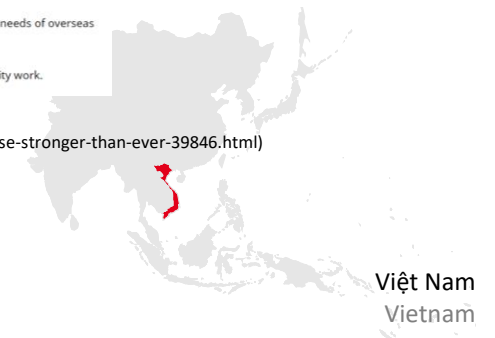 needs of overseas
ity work.
se-stronger-than-ever-39846.html)
Việt Nam
Vietnam